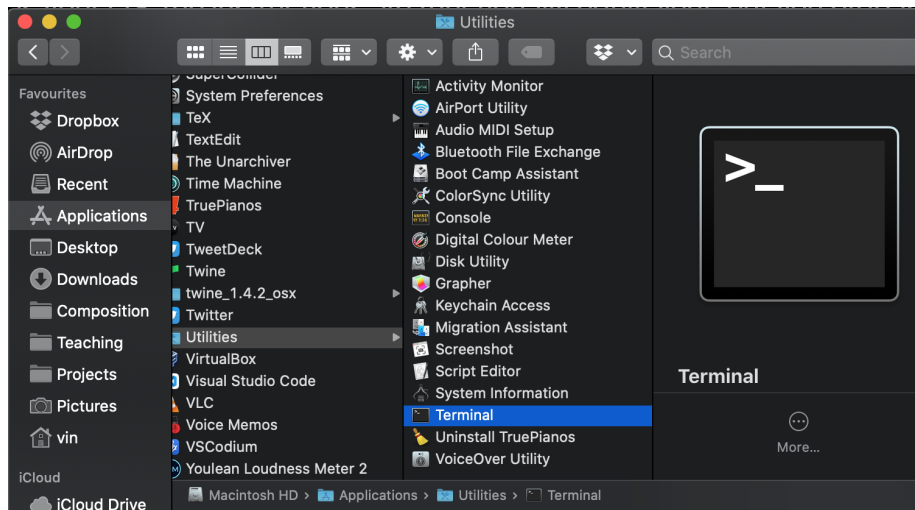 Utilities
Search
Favourites
Dropbox
AirDrop
Recent
Applications
Desktop
Downloads
Composition
Teaching
Projects
Pictures
vin
iCloud
iCloud Drive
SuperCollider
System Preferences
TeX
TextEdit
The Unarchiver
Time Machine
TruePianos
TV
TweetDeck
Twine
twine_1.4.2_osx
Twitter
Utilities
VirtualBox
Visual Studio Code
VLC
Voice Memos
VSCodium
Youlean Loudness Meter 2
Activity Monitor
AirPort Utility
Audio MIDI Setup
Bluetooth File Exchange
Boot Camp Assistant
ColorSync Utility
Console
Digital Colour Meter
Disk Utility
Grapher
Keychain Access
Migration Assistant
Screenshot
Script Editor
System Information
Terminal
Uninstall TruePianos
VoiceOver Utility
>_
Terminal
More...
Macintosh HD › Applications › Utilities › Terminal